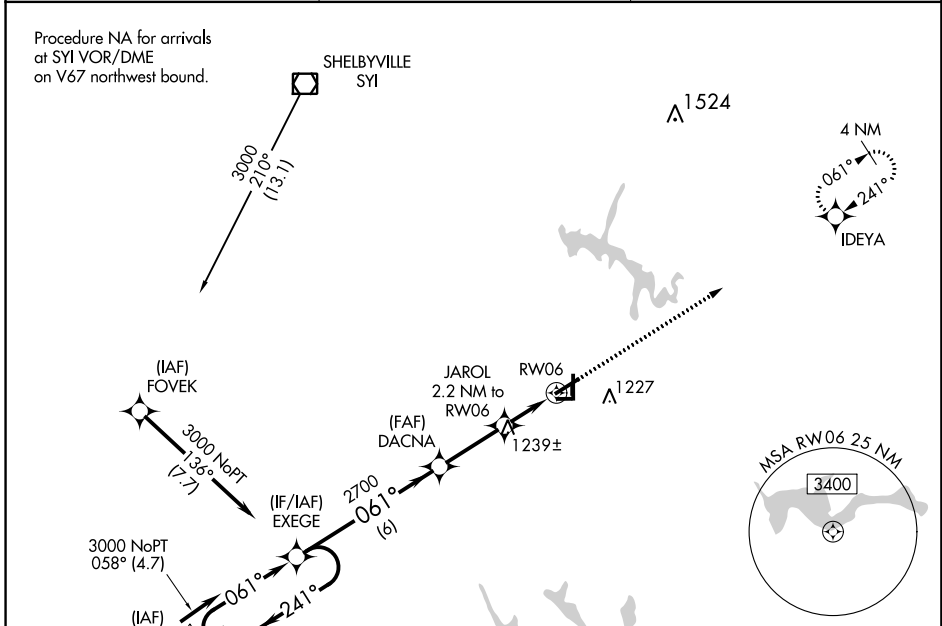 Procedure NA for arrivals
at SYI VOR/DME
on V67 northwest bound.
SHELBYVILLE
SYI
1524
4 NM
061°
241°
IDEYA
3000
210°
(13.1)
(IAF)
FOVEK
3000 NoPT
136°
(7.7)
JAROL
2.2 NM to
RW06
RW06
1227
(FAF)
DACNA
1239±
2700
061°
(6)
(IF/IAF)
EXEGE
MSA RW06 25 NM
3400
3000 NoPT
058° (4.7)
061°
241°
(IAF)